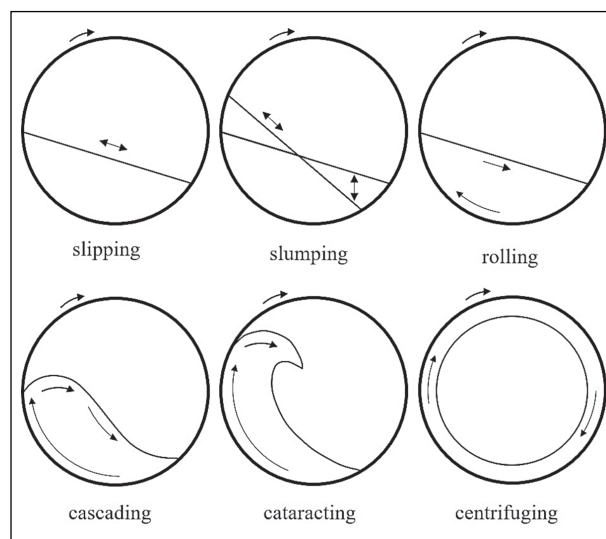 slipping
slumping
rolling
cascading
cataracting
centrifuging